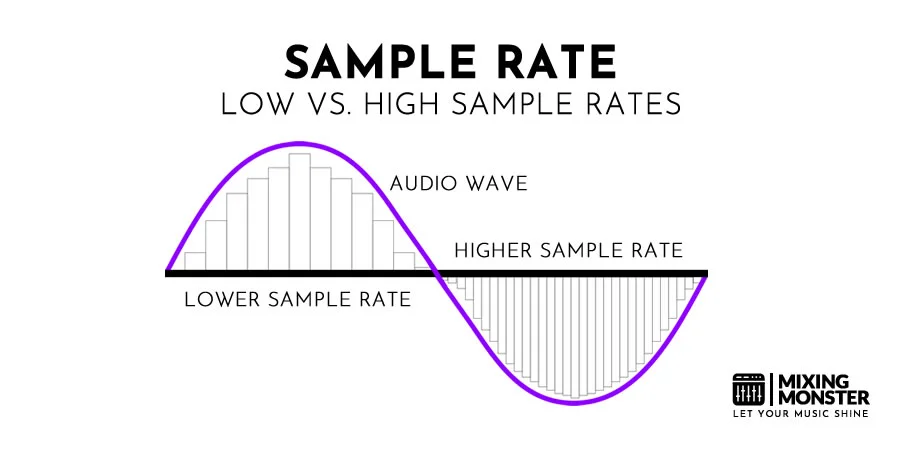 SAMPLE RATE
LOW VS. HIGH SAMPLE RATES
AUDIO WAVE
HIGHER SAMPLE RATE
LOWER SAMPLE RATE
MIXING
MONSTER
LET YOUR MUSIC SHINE